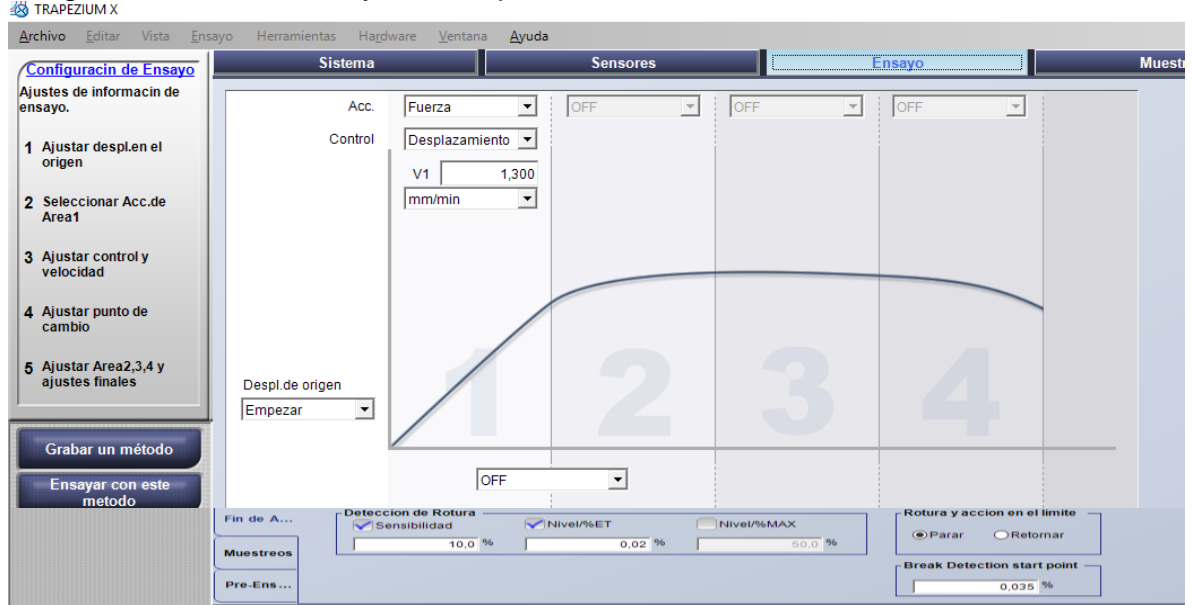 TRAPEZIUM X
Archivo Editar Vista Ensayo Herramientas Hardware Ventana Ayuda
Sistema Sensores Ensayo Muest
Configuracin de Ensayo
Ajustes de informacin de
ensayo.
1 Ajustar despl.en el
origen
2 Seleccionar Acc.de
Area1
3 Ajustar control y
velocidad
4 Ajustar punto de
cambio
5 Ajustar Area2,3,4 y
ajustes finales
Grabar un método
Ensayar con este
metodo
Acc. Fuerza OFF OFF OFF
Control Desplazamiento
V1 1,300
mm/min
1 2 3 4
Despl.de origen
Empezar
OFF
Fin de A...
Muestreos
Pre-Ens...
Deteccion de Rotura
Sensibilidad Nivel/%ET Nivel/%MAX
10,0 % 0,02 % 50,0 %
Rotura y accion en el limite
Parar Retornar
Break Detection start point
0,035 %